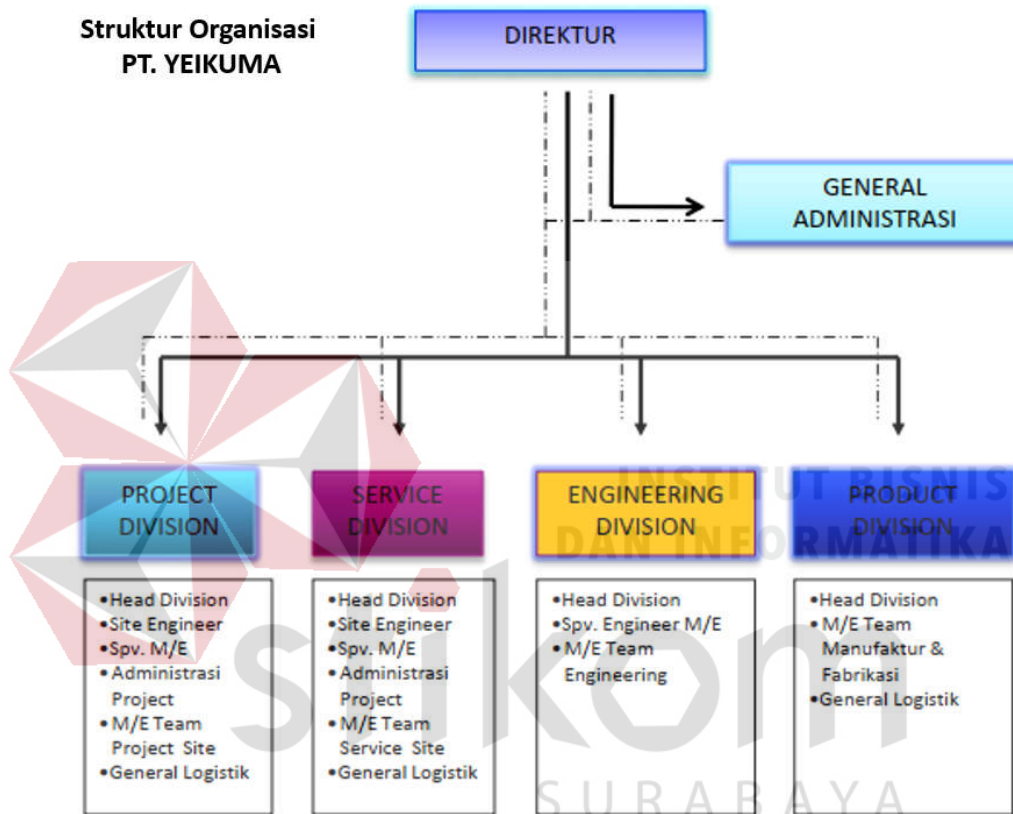 Struktur Organisasi
PT. YEIKUMA
DIREKTUR
GENERAL
ADMINISTRASI
PROJECT
DIVISION
SERVICE
DIVISION
ENGINEERING
DIVISION
PRODUCT
DIVISION
INSTITUT BISNIS
DAN INFORMATIKA
•Head Division
•Site Engineer
•Spv. M/E
•Administrasi
Project
•M/E Team
Project Site
•General Logistik
•Head Division
•Site Engineer
•Spv. M/E
•Administrasi
Project
•M/E Team
Service Site
•General Logistik
•Head Division
•Spv. Engineer M/E
•M/E Team
Engineering
•Head Division
•M/E Team
Manufaktur &
Fabrikasi
•General Logistik
stikom
SURABAYA